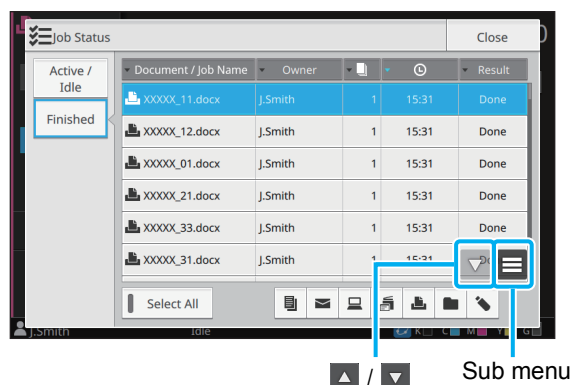 Job Status
Close
Active / Idle
Finished
Document / Job Name Owner Result
XXXXX_11.docx J.Smith 1 15:31 Done
XXXXX_12.docx J.Smith 1 15:31 Done
XXXXX_01.docx J.Smith 1 15:31 Done
XXXXX_21.docx J.Smith 1 15:31 Done
XXXXX_33.docx J.Smith 1 15:31 Done
XXXXX_31.docx J.Smith 1 15:31
Select All
J.Smith Idle K C M Y G
/ Sub menu